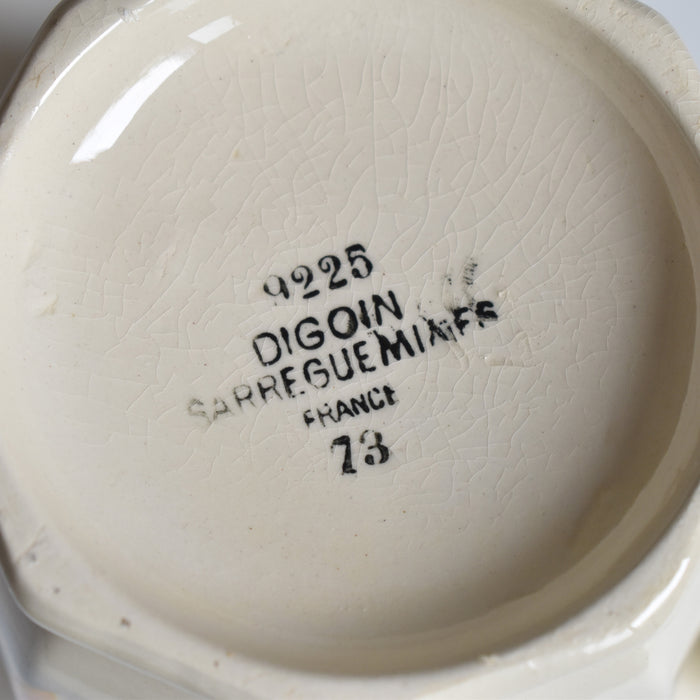 9225
DIGOIN
SARREGUEMINES
FRANCE
73